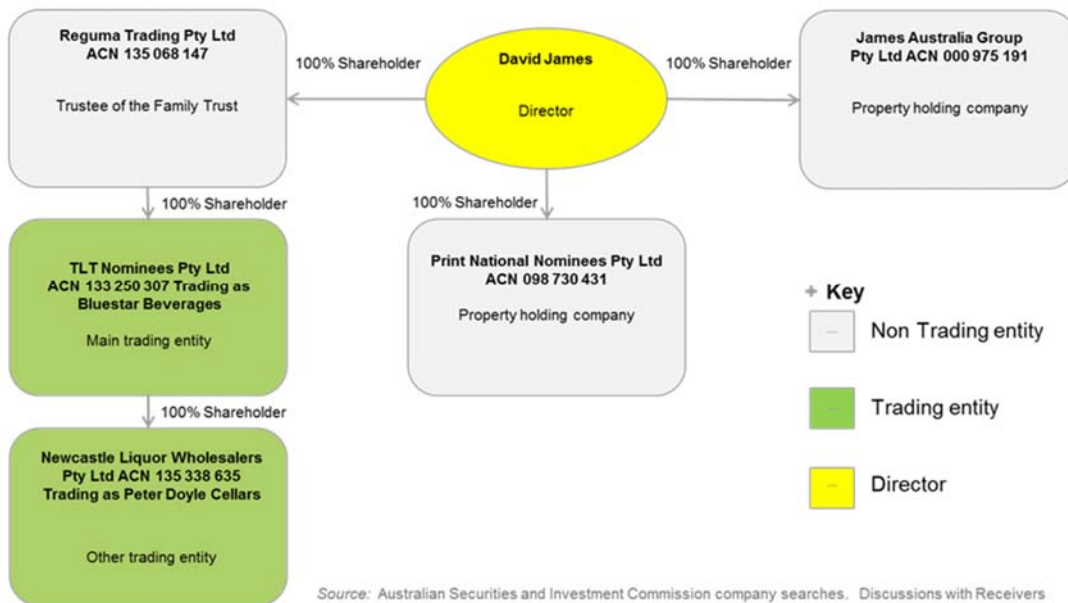 Reguma Trading Pty Ltd
ACN 135 068 147
Trustee of the Family Trust
100% Shareholder
David James
Director
100% Shareholder
James Australia Group
Pty Ltd ACN 000 975 191
Property holding company
100% Shareholder
100% Shareholder
TLT Nominees Pty Ltd
ACN 133 250 307 Trading as
Bluestar Beverages
Main trading entity
Print National Nominees Pty Ltd
ACN 098 730 431
Property holding company
100% Shareholder
Newcastle Liquor Wholesalers
Pty Ltd ACN 135 338 635
Trading as Peter Doyle Cellars
Other trading entity
+ Key
Non Trading entity
Trading entity
Director
Source: Australian Securities and Investment Commission company searches. Discussions with Receivers